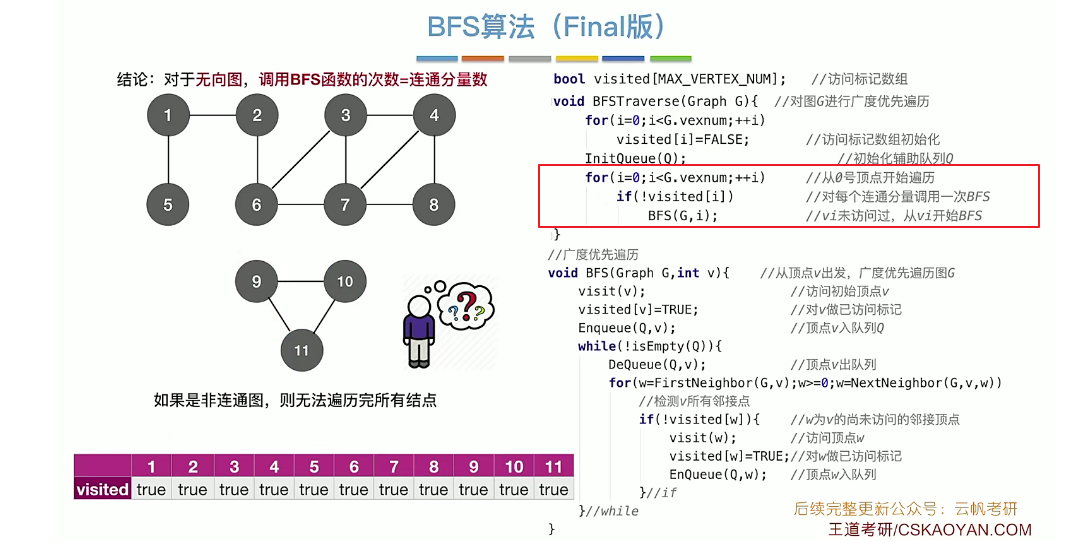 BFS算法（Final版）
结论：对于无向图，调用BFS函数的次数=连通分量数
1
2
3
4
5
6
7
8
9
10
11
? ? ?
如果是非连通图，则无法遍历完所有结点
1 2 3 4 5 6 7 8 9 10 11
visited true true true true true true true true true true true
bool visited[MAX_VERTEX_NUM]; //访问标记数组
void BFSTraverse(Graph G){ //对图G进行广度优先遍历
for(i=0;i<G.vexnum;++i)
visited[i]=FALSE; //访问标记数组初始化
InitQueue(Q); //初始化辅助队列Q
for(i=0;i<G.vexnum;++i) //从0号顶点开始遍历
if(!visited[i]) //对每个连通分量调用一次BFS
BFS(G,i); //vi未访问过，从vi开始BFS
}
//广度优先遍历
void BFS(Graph G,int v){ //从顶点v出发，广度优先遍历图G
visit(v); //访问初始顶点v
visited[v]=TRUE; //对v做已访问标记
Enqueue(Q,v); //顶点v入队列Q
while(!isEmpty(Q)){
DeQueue(Q,v); //顶点v出队列
for(w=FirstNeighbor(G,v);w>=0;w=NextNeighbor(G,v,w))
//检测v所有邻接点
if(!visited[w]){ //w为v的尚未访问的邻接顶点
visit(w); //访问顶点w
visited[w]=TRUE;//对w做已访问标记
EnQueue(Q,w); //顶点w入队列
}//if
}//while
}
后续完整更新公众号：云帆考研
王道考研/CSKAOYAN.COM